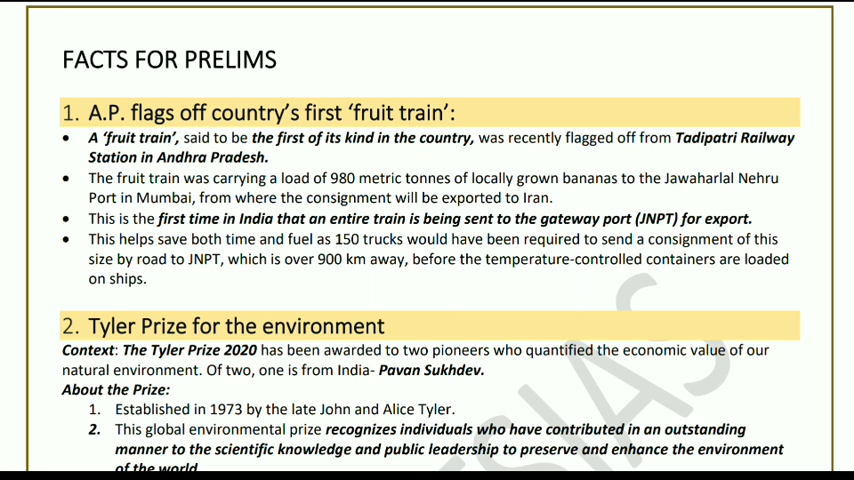 FACTS FOR PRELIMS
1. A.P. flags off country's first 'fruit train':
• A 'fruit train', said to be the first of its kind in the country, was recently flagged off from Tadipatri Railway
Station in Andhra Pradesh.
• The fruit train was carrying a load of 980 metric tonnes of locally grown bananas to the Jawaharlal Nehru
Port in Mumbai, from where the consignment will be exported to Iran.
• This is the first time in India that an entire train is being sent to the gateway port (JNPT) for export.
• This helps save both time and fuel as 150 trucks would have been required to send a consignment of this
size by road to JNPT, which is over 900 km away, before the temperature-controlled containers are loaded
on ships.
2. Tyler Prize for the environment
Context: The Tyler Prize 2020 has been awarded to two pioneers who quantified the economic value of our
natural environment. Of two, one is from India- Pavan Sukhdev.
About the Prize:
1. Established in 1973 by the late John and Alice Tyler.
2. This global environmental prize recognizes individuals who have contributed in an outstanding
manner to the scientific knowledge and public leadership to preserve and enhance the environment
of the world